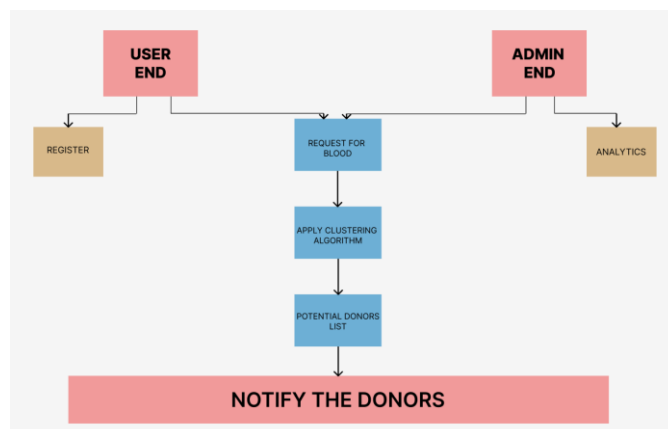 USER
END
ADMIN
END
REGISTER
REQUEST FOR
BLOOD
ANALYTICS
APPLY CLUSTERING
ALGORITHM
POTENTIAL DONORS
LIST
NOTIFY THE DONORS